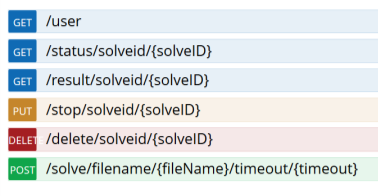 GET /user
GET /status/solveid/{solveID}
GET /result/solveid/{solveID}
PUT /stop/solveid/{solveID}
DELET /delete/solveid/{solveID}
POST /solve/filename/{fileName}/timeout/{timeout}